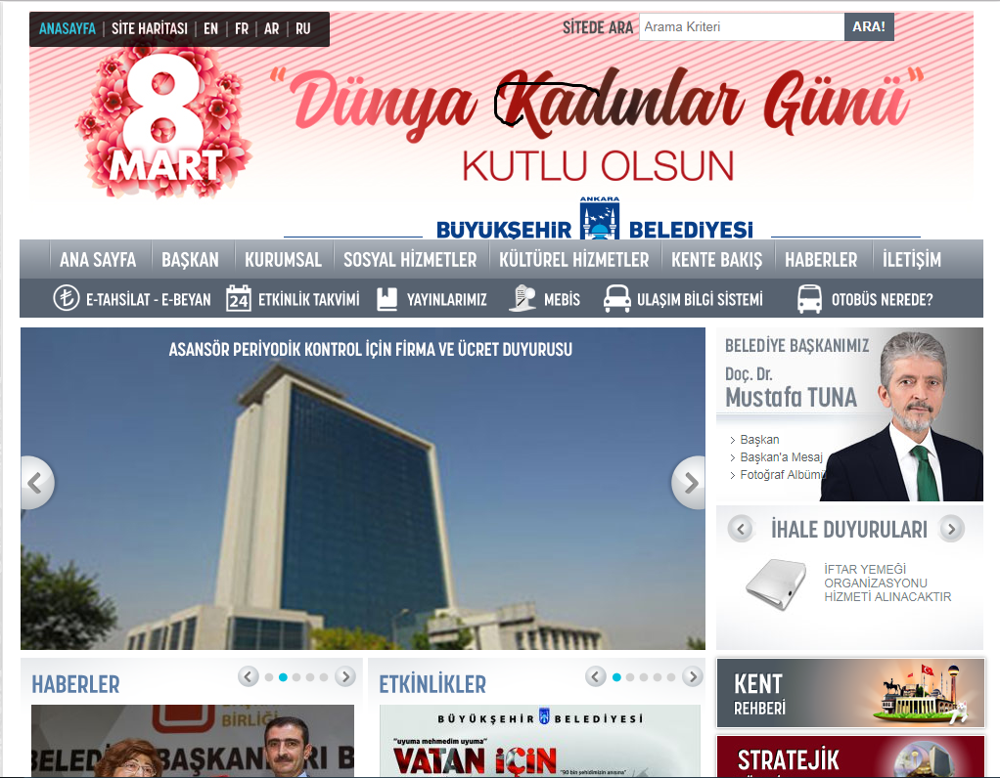 ANASAYFA | SİTE HARİTASI | EN | FR | AR | RU
SİTEDE ARA Arama Kriteri ARA!
8
MART
"Dünya Kadınlar Günü"
KUTLU OLSUN
ANKARA
BÜYÜKŞEHİR BELEDİYESİ
ANA SAYFA BAŞKAN KURUMSAL SOSYAL HİZMETLER KÜLTÜREL HİZMETLER KENTE BAKIŞ HABERLER İLETİŞİM
E-TAHSİLAT - E-BEYAN 24 ETKİNLİK TAKVİMİ YAYINLARIMIZ MEBİS ULAŞIM BİLGİ SİSTEMİ OTOBÜS NEREDE?
ASANSÖR PERİYODİK KONTROL İÇİN FİRMA VE ÜCRET DUYURUSU
BELEDİYE BAŞKANIMIZ
Doç. Dr.
Mustafa TUNA
Başkan
Başkan'a Mesaj
Fotoğraf Albümü
İHALE DUYURULARI
İFTAR YEMEĞİ
ORGANİZASYONU
HİZMETİ ALINACAKTIR
HABERLER
BİRLİĞİ
BELEDİ BAŞKANLAR B
ETKİNLİKLER
BÜYÜKŞEHİR BELEDİYESİ
"uyuma mehmedim uyuma"
VATAN İÇİN
"90 bin şehidimizin anısına"
KENT
REHBERİ
STRATEJİK